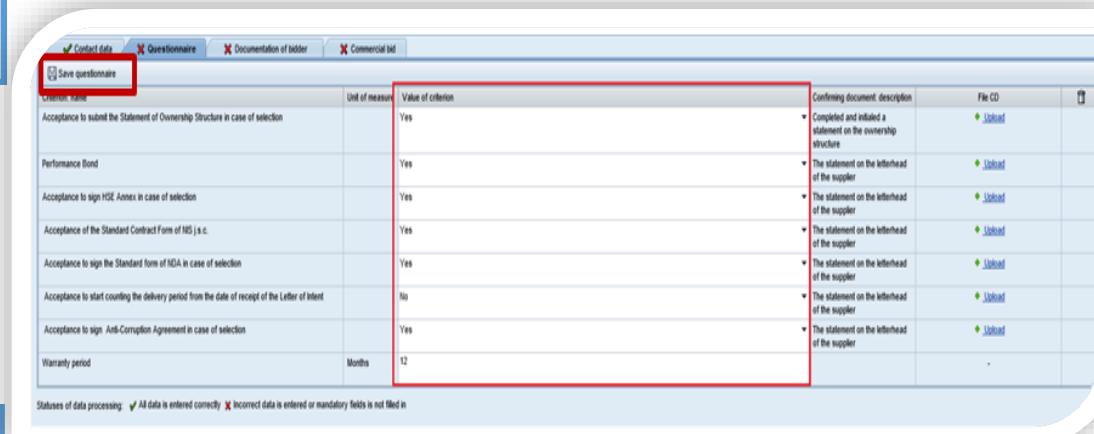 Contact data Questionnaire Documentation of bidder Commercial bid
Save questionnaire
Criterion: name Unit of measure Value of criterion Confirming document: description File CD
Acceptance to submit the Statement of Ownership Structure in case of selection Yes Completed and initialed a Upload
statement on the ownership
structure
Performance Bond Yes The statement on the letterhead Upload
of the supplier
Acceptance to sign HSE Annex in case of selection Yes The statement on the letterhead Upload
of the supplier
Acceptance of the Standard Contract Form of NIS j.s.c. Yes The statement on the letterhead Upload
of the supplier
Acceptance to sign the Standard form of NDA in case of selection Yes The statement on the letterhead Upload
of the supplier
Acceptance to start counting the delivery period from the date of receipt of the Letter of Intent No The statement on the letterhead Upload
of the supplier
Acceptance to sign Anti-Corruption Agreement in case of selection Yes The statement on the letterhead Upload
of the supplier
Warranty period Months 12 -
Statuses of data processing: All data is entered correctly Incorrect data is entered or mandatory fields is not filled in